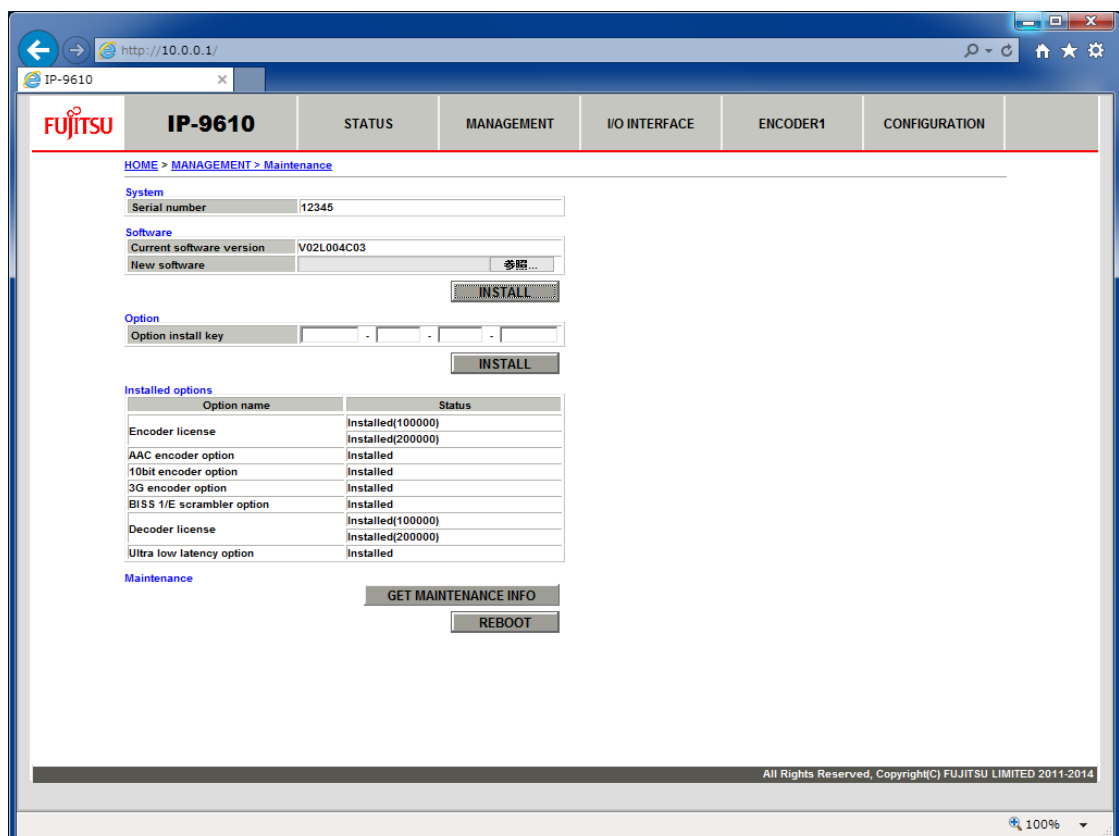 http://10.0.0.1/
IP-9610
FUJITSU IP-9610 STATUS MANAGEMENT I/O INTERFACE ENCODER1 CONFIGURATION
HOME > MANAGEMENT > Maintenance
System
Serial number 12345
Software
Current software version V02L004C03
New software 参照...
INSTALL
Option
Option install key - - -
INSTALL
Installed options
Option name Status
Encoder license Installed(100000)
Installed(200000)
AAC encoder option Installed
10bit encoder option Installed
3G encoder option Installed
BISS 1/E scrambler option Installed
Decoder license Installed(100000)
Installed(200000)
Ultra low latency option Installed
Maintenance
GET MAINTENANCE INFO
REBOOT
All Rights Reserved, Copyright(C) FUJITSU LIMITED 2011-2014
100%